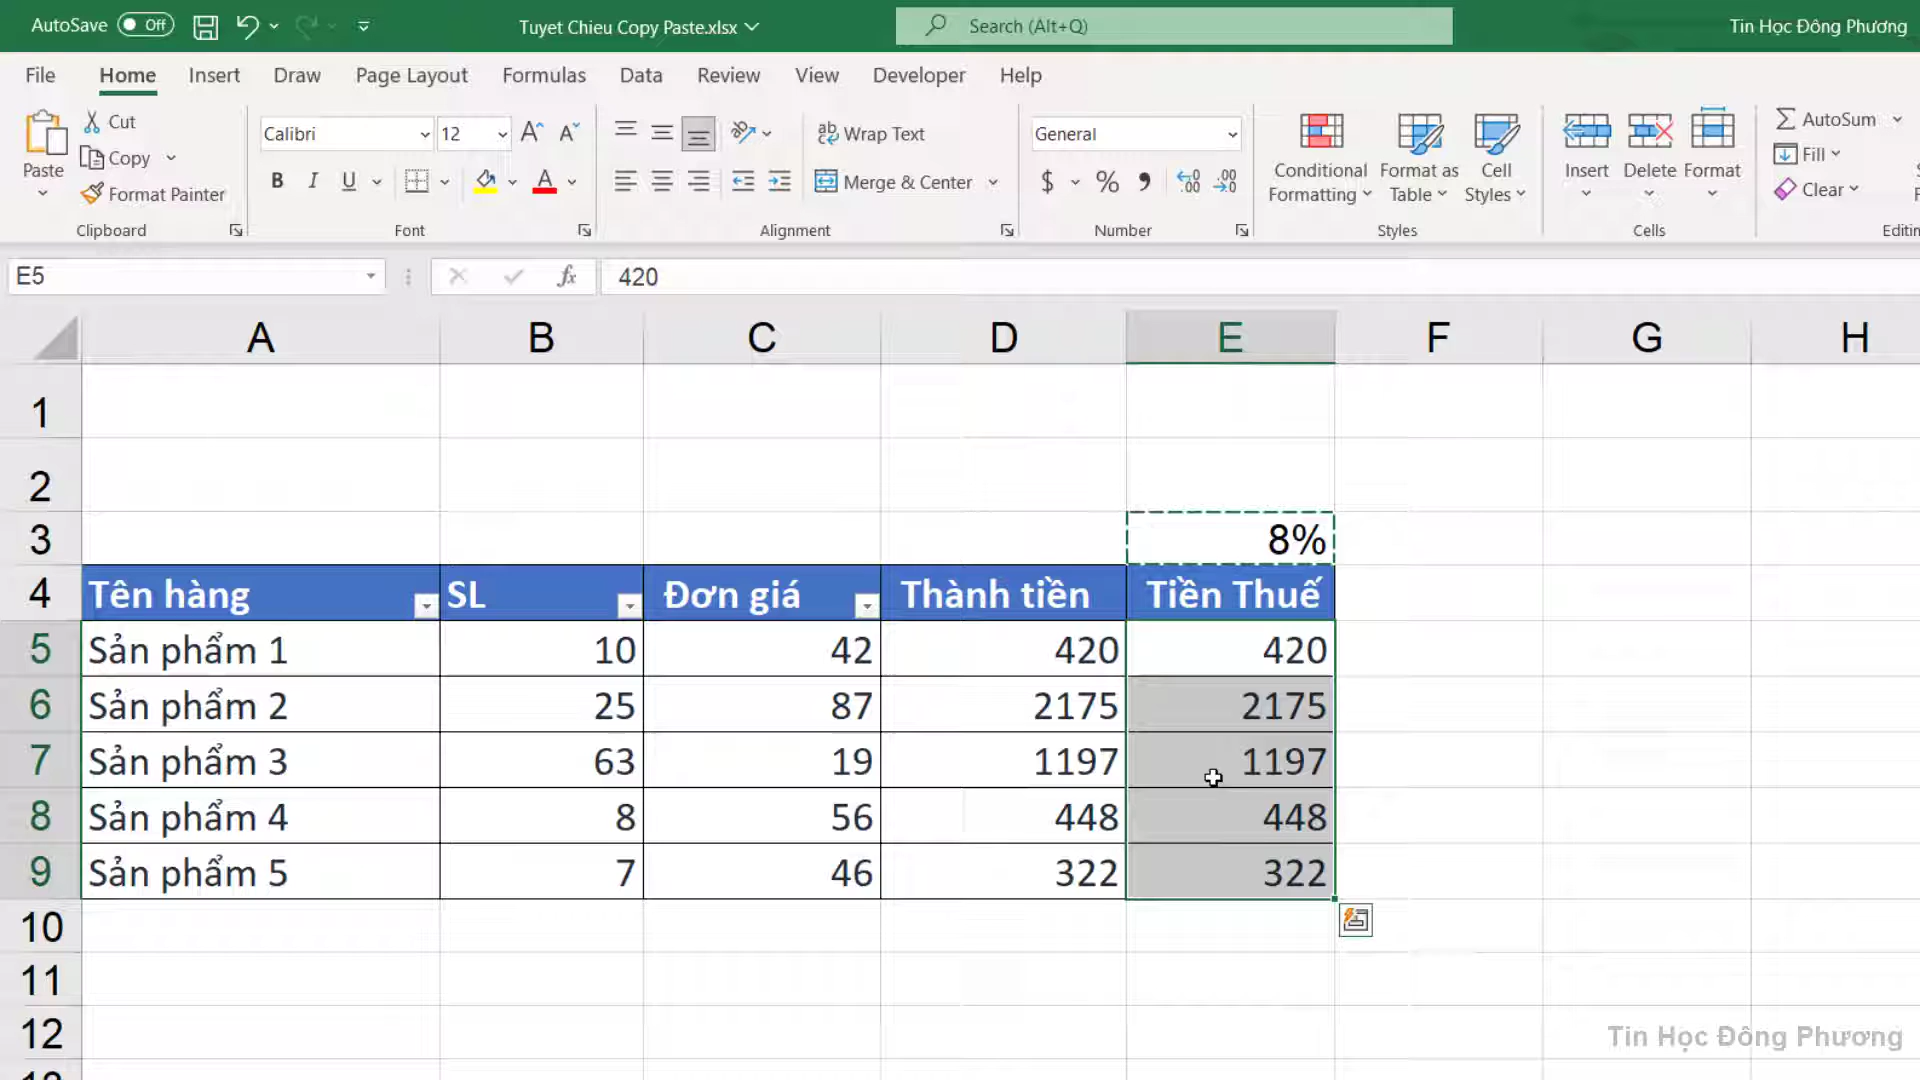 AutoSave Off Tuyet Chieu Copy Paste.xlsx Search (Alt+Q) Tin Học Đông Phương
File Home Insert Draw Page Layout Formulas Data Review View Developer Help
Paste
Cut
Copy
Format Painter
Clipboard
Calibri 12
B I U
Font
Wrap Text
Merge & Center
Alignment
General
$ % 9
Number
Conditional Formatting
Format as Table
Cell Styles
Styles
Insert Delete Format
Cells
AutoSum
Fill
Clear
Editin
E5 fx 420
A B C D E F G H
1
2
3 8%
4 Tên hàng SL Đơn giá Thành tiền Tiền Thuế
5 Sản phẩm 1 10 42 420 420
6 Sản phẩm 2 25 87 2175 2175
7 Sản phẩm 3 63 19 1197 1197
8 Sản phẩm 4 8 56 448 448
9 Sản phẩm 5 7 46 322 322
10
11
12
Tin Học Đông Phương